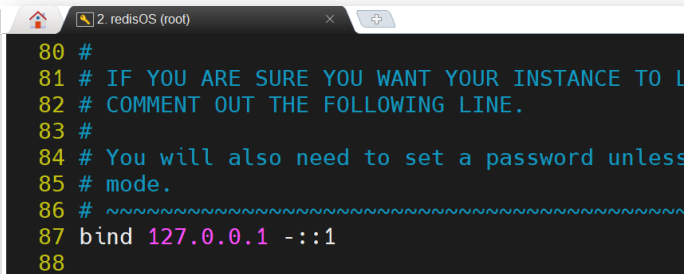 2. redisOS (root)
80 #
81 # IF YOU ARE SURE YOU WANT YOUR INSTANCE TO
82 # COMMENT OUT THE FOLLOWING LINE.
83 #
84 # You will also need to set a password unless
85 # mode.
86 # ~~~~~~~~~~~~~~~~~~~~~~~~~~~~~~~~~~~~~~~~~~~
87 bind 127.0.0.1 -::1
88